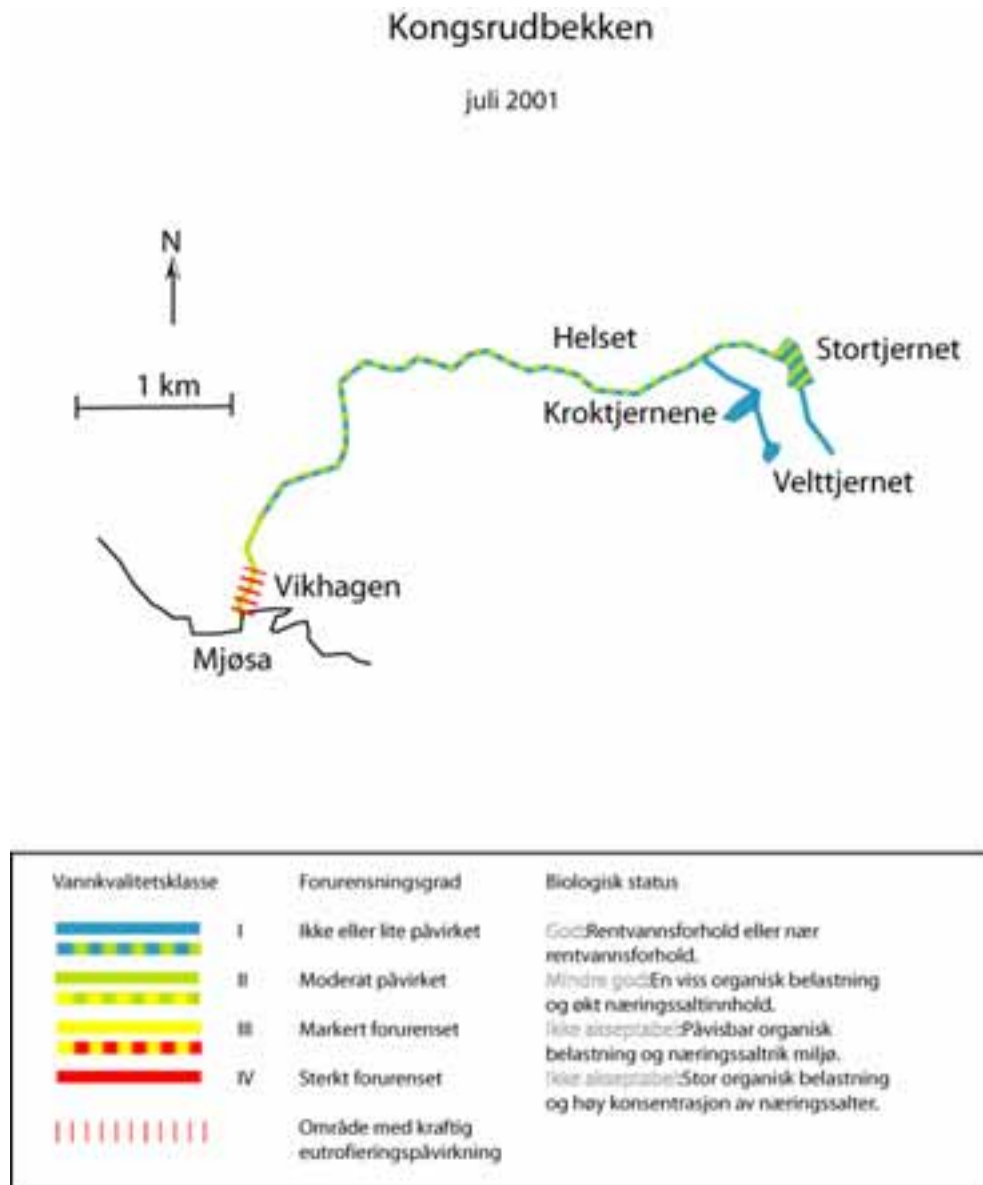 Kongsrudbekken
juli 2001
N
1 km
Helset
Stortjernet
Kroktjernene
Velttjernet
Vikhagen
Mjøsa
Vannkvalitetsklasse Forurensningsgrad Biologisk status
I Ikke eller lite påvirket God:Rentvannsforhold eller nær
rentvannsforhold.
II Moderat påvirket Mindre god:En viss organisk belastning
og økt næringssaltinnhold.
III Markert forurenset Ikke akseptabel:Påvisbar organisk
belastning og næringssaltrik miljø.
IV Sterkt forurenset Ikke akseptabel:Stor organisk belastning
og høy konsentrasjon av næringssalter.
Område med kraftig
eutrofieringspåvirkning